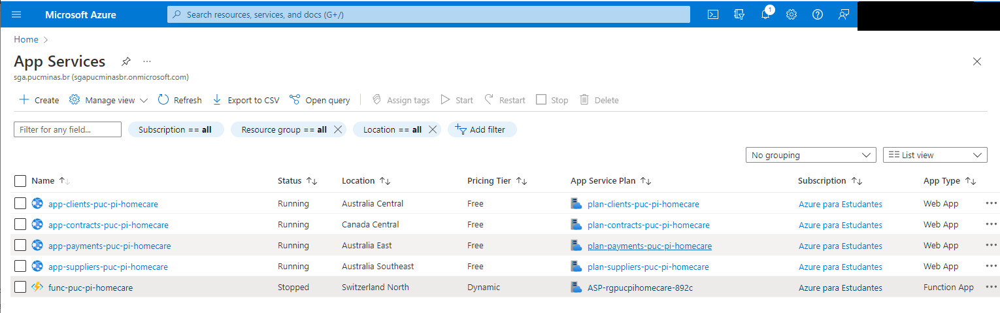 Microsoft Azure Search resources, services, and docs (G+/) 1
Home >
App Services ...
sga.pucminas.br (sgapucminasbr.onmicrosoft.com)
+ Create Manage view Refresh Export to CSV Open query Assign tags Start Restart Stop Delete
Filter for any field... Subscription == all Resource group == all Location == all Add filter
No grouping List view
Name Status Location Pricing Tier App Service Plan Subscription App Type
app-clients-puc-pi-homecare Running Australia Central Free plan-clients-puc-pi-homecare Azure para Estudantes Web App ...
app-contracts-puc-pi-homecare Running Canada Central Free plan-contracts-puc-pi-homecare Azure para Estudantes Web App ...
app-payments-puc-pi-homecare Running Australia East Free plan-payments-puc-pi-homecare Azure para Estudantes Web App ...
app-suppliers-puc-pi-homecare Running Australia Southeast Free plan-suppliers-puc-pi-homecare Azure para Estudantes Web App ...
func-puc-pi-homecare Stopped Switzerland North Dynamic ASP-rgpucpihomecare-892c Azure para Estudantes Function App ...